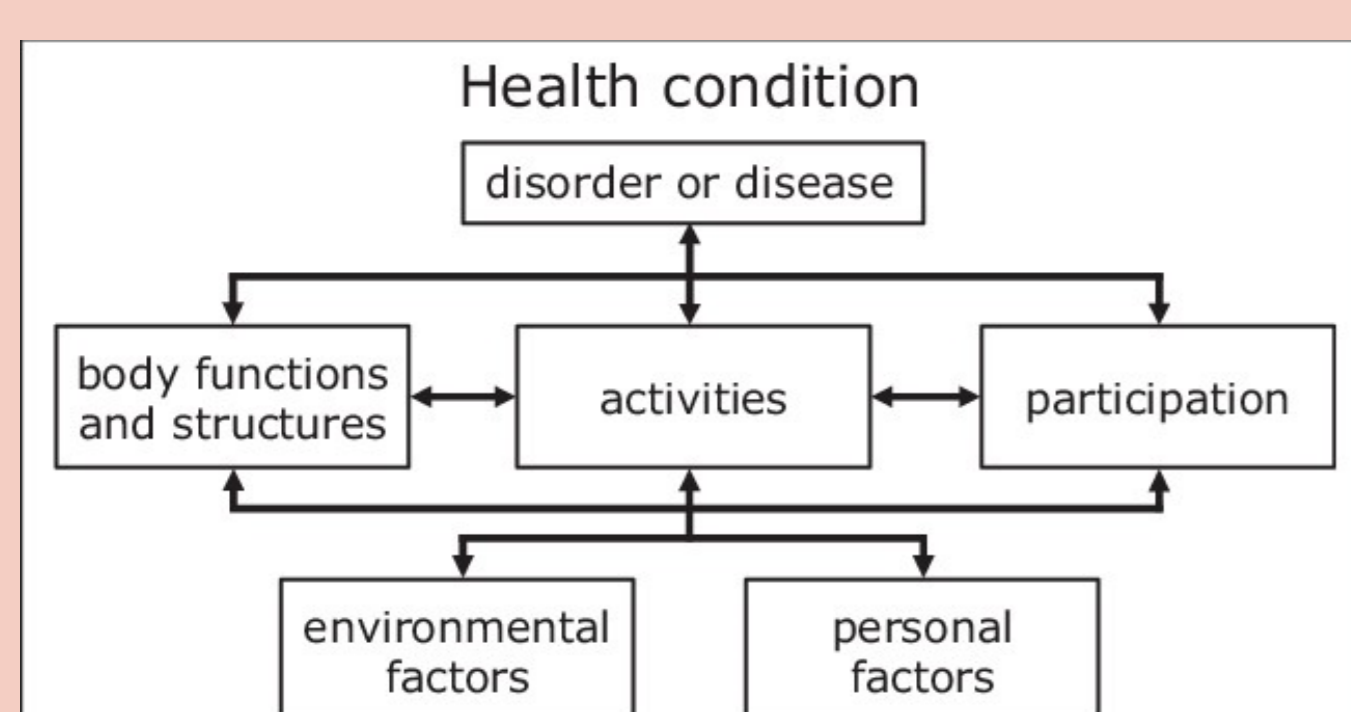 Health condition
disorder or disease
body functions
and structures
activities
participation
environmental
factors
personal
factors